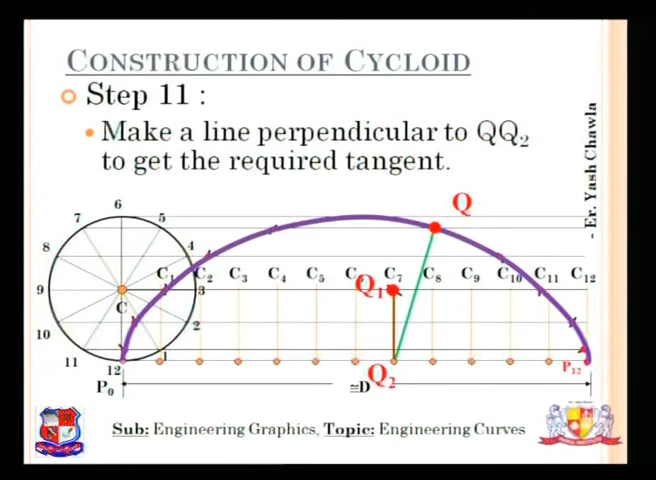 CONSTRUCTION OF CYCLOID
Step 11 :
Make a line perpendicular to QQ2
to get the required tangent.
- Er. Yash Chawla
Q
6
7 5
8 4
C1 C2 C3 C4 C5 C6 C7 C8 C9 C10 C11 C12
9 3
Q1
C
10 2
11 12 1
Q2
P12
P0
≅D
Sub: Engineering Graphics, Topic: Engineering Curves